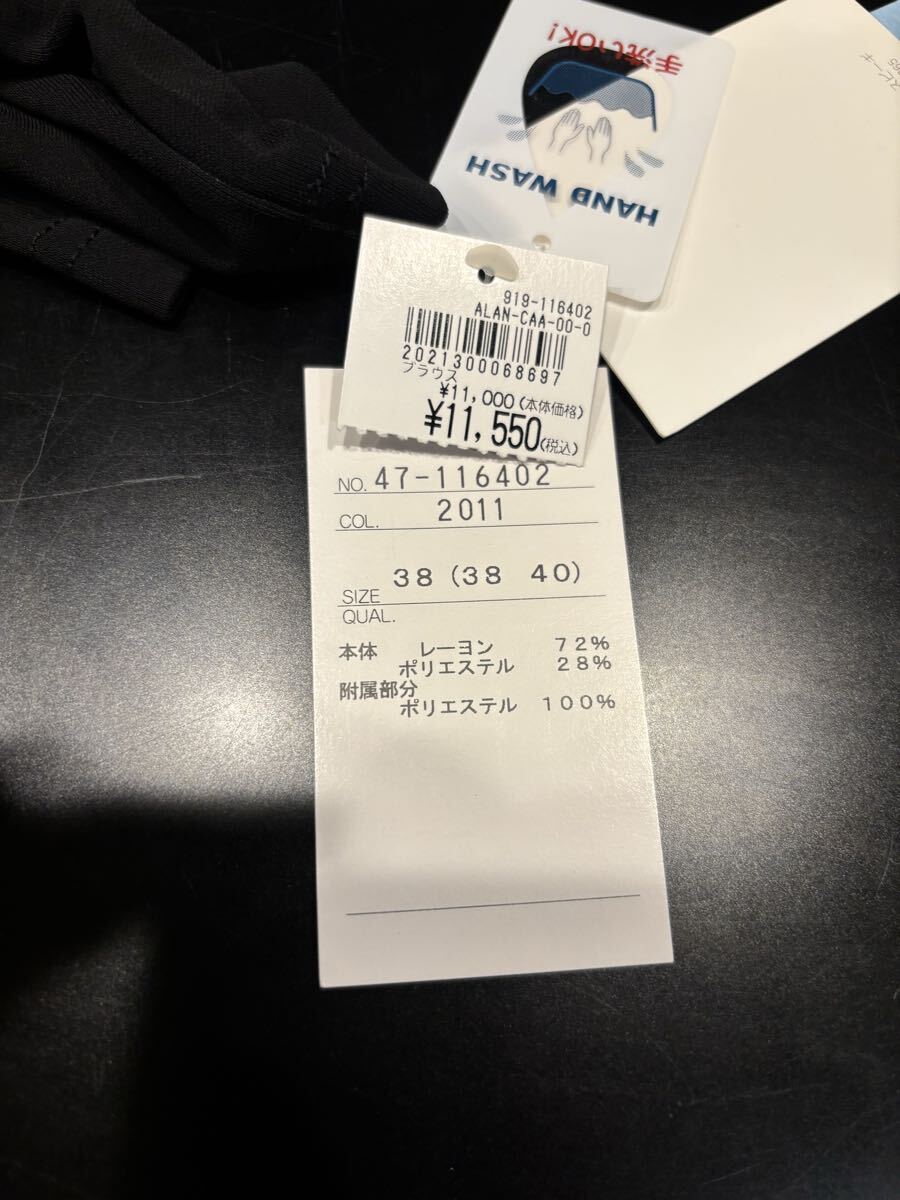 手洗いOK!
HAND WASH
919-116402
ALAN-CAA-00-0
2021300068697
ブラウス
¥11,000(本体価格)
¥11,550(税込)
NO. 47-116402
COL. 2011
SIZE 38(38 40)
QUAL.
本体 レーヨン 72%
ポリエステル 28%
附属部分
ポリエステル 100%